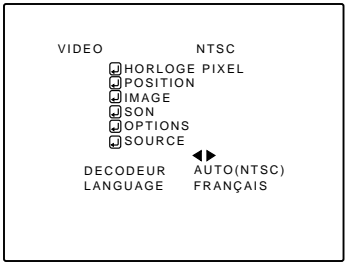 VIDEO NTSC
HORLOGE PIXEL
POSITION
IMAGE
SON
OPTIONS
SOURCE
DECODEUR AUTO(NTSC)
LANGUAGE FRANÇAIS